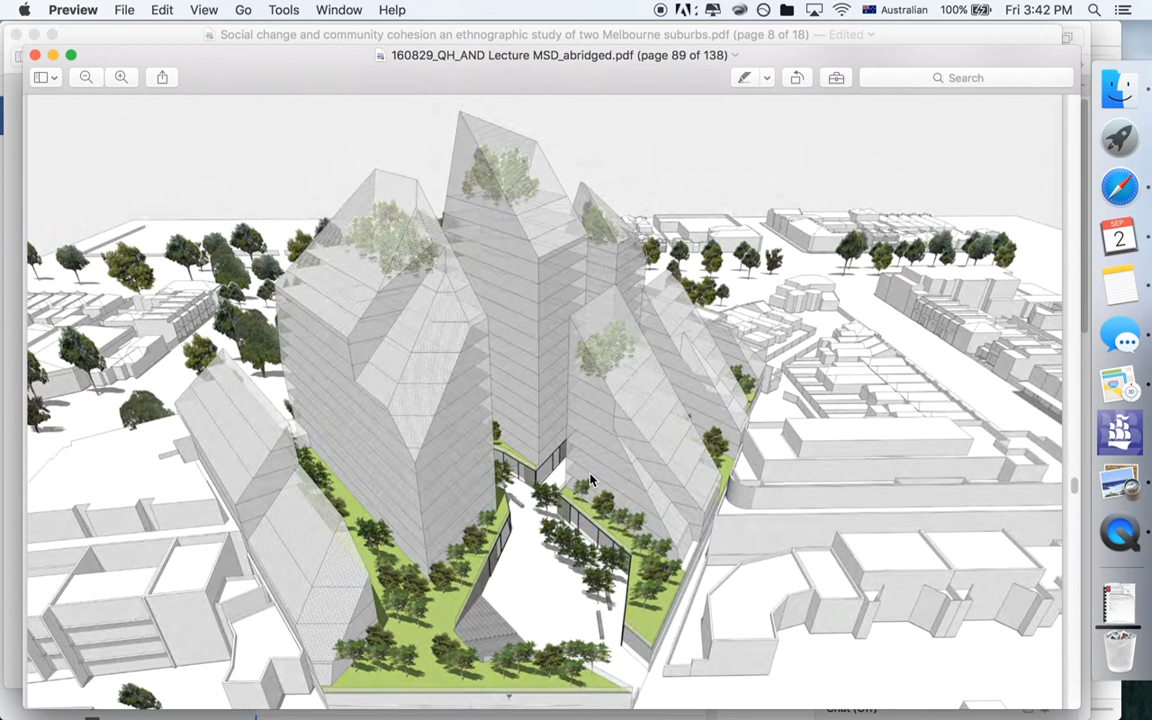 Preview File Edit View Go Tools Window Help Australian 100% Fri 3:42 PM
Social change and community cohesion an ethnographic study of two Melbourne suburbs.pdf (page 8 of 18) — Edited
160829_QH_AND Lecture MSD_abridged.pdf (page 89 of 138)
Search
SEP
2
3D
Chat (Off)